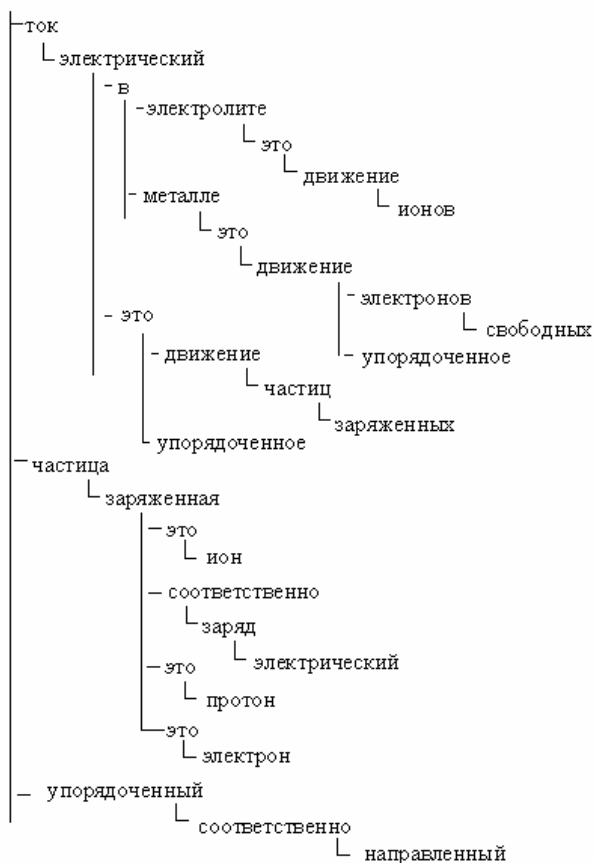 ток
электрический
в
электролите
это
движение
ионов
металле
это
движение
электронов
это
свободных
движение
упорядоченное
частиц
заряженных
упорядоченное
частица
заряженная
это
ион
соответственно
заряд
электрический
это
протон
это
электрон
упорядоченный
соответственно
направленный